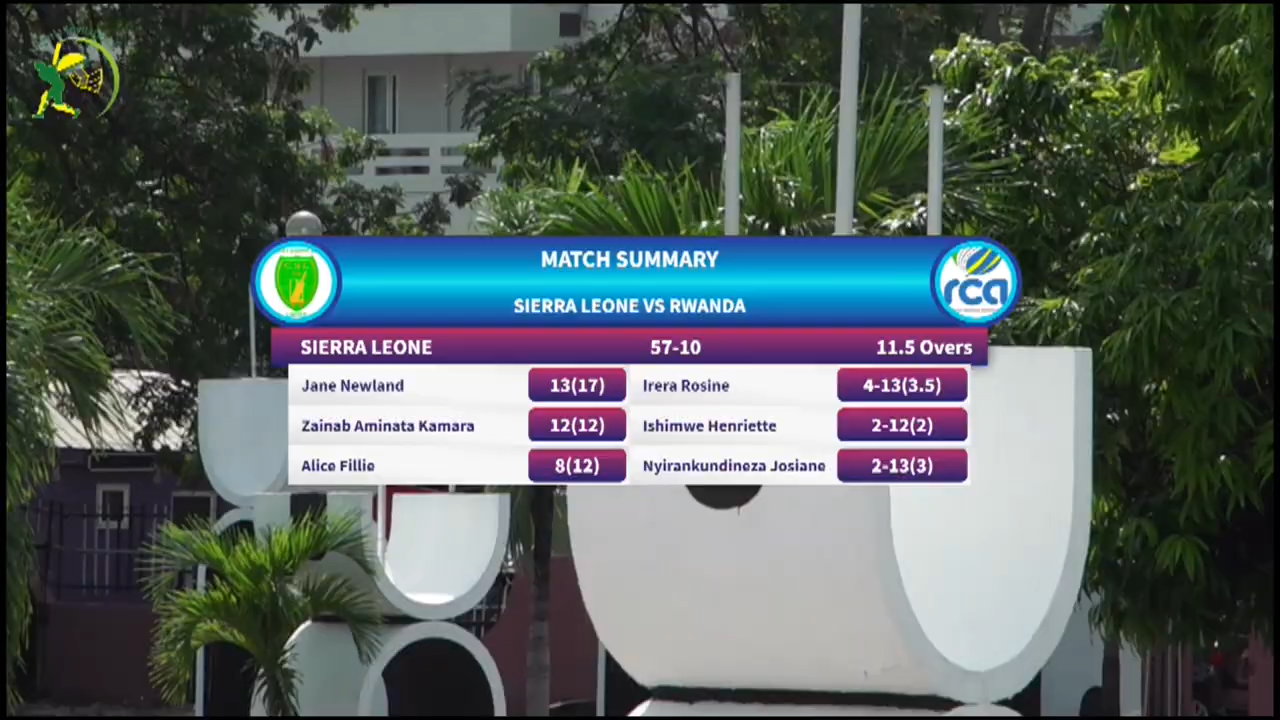 MATCH SUMMARY
SIERRA LEONE VS RWANDA
rca
SIERRA LEONE 57-10 11.5 Overs
Jane Newland 13(17) Irera Rosine 4-13(3.5)
Zainab Aminata Kamara 12(12) Ishimwe Henriette 2-12(2)
Alice Fillie 8(12) Nyirankundineza Josiane 2-13(3)